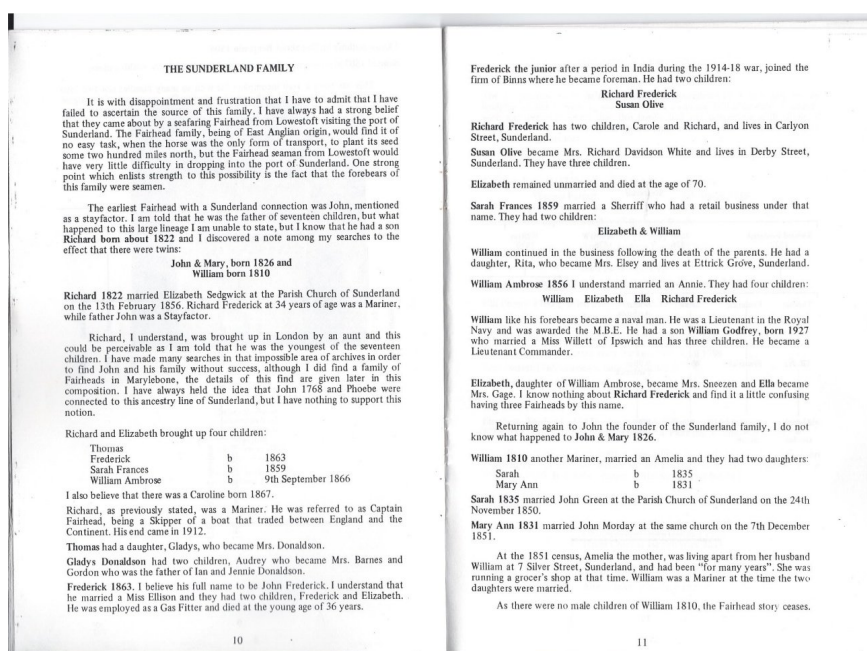 THE SUNDERLAND FAMILY
It is with disappointment and frustration that I have to admit that I have
failed to ascertain the source of this family. I have always had a strong belief
that they came about by a seafaring Fairhead from Lowestoft visiting the port of
Sunderland. The Fairhead family, being of East Anglian origin, would find it of
no easy task, when the horse was the only form of transport, to plant its seed
some two hundred miles north, but the Fairhead seaman from Lowestoft would
have very little difficulty in dropping into the port of Sunderland. One strong
point which enlists strength to this possibility is the fact that the forebears of
this family were seamen.
The earliest Fairhead with a Sunderland connection was John, mentioned
as a stayfactor. I am told that he was the father of seventeen children, but what
happened to this large lineage I am unable to state, but I know that he had a son
Richard born about 1822 and I discovered a note among my searches to the
effect that there were twins:
John & Mary, born 1826 and
William born 1810
Richard 1822 married Elizabeth Sedgwick at the Parish Church of Sunderland
on the 13th February 1856. Richard Frederick at 34 years of age was a Mariner,
while father John was a Stayfactor.
Richard, I understand, was brought up in London by an aunt and this
could be perceivable as I am told that he was the youngest of the seventeen
children. I have made many searches in that impossible area of archives in order
to find John and his family without success, although I did find a family of
Fairheads in Marylebone, the details of this find are given later in this
composition. I have always held the idea that John 1768 and Phoebe were
connected to this ancestry line of Sunderland, but I have nothing to support this
notion.
Richard and Elizabeth brought up four children:
Thomas
Frederick b 1863
Sarah Frances b 1859
William Ambrose b 9th September 1866
I also believe that there was a Caroline born 1867.
Richard, as previously stated, was a Mariner. He was referred to as Captain
Fairhead, being a Skipper of a boat that traded between England and the
Continent. His end came in 1912.
Thomas had a daughter, Gladys, who became Mrs. Donaldson.
Gladys Donaldson had two children, Audrey who became Mrs. Barnes and
Gordon who was the father of Ian and Jennie Donaldson.
Frederick 1863. I believe his full name to be John Frederick. I understand that
he married a Miss Ellison and they had two children, Frederick and Elizabeth.
He was employed as a Gas Fitter and died at the young age of 36 years.
10
Frederick the junior after a period in India during the 1914-18 war, joined the
firm of Binns where he became foreman. He had two children:
Richard Frederick
Susan Olive
Richard Frederick has two children, Carole and Richard, and lives in Carlyon
Street, Sunderland.
Susan Olive became Mrs. Richard Davidson White and lives in Derby Street,
Sunderland. They have three children.
Elizabeth remained unmarried and died at the age of 70.
Sarah Frances 1859 married a Sherriff who had a retail business under that
name. They had two children:
Elizabeth & William
William continued in the business following the death of the parents. He had a
daughter, Rita, who became Mrs. Elsey and lives at Ettrick Grove, Sunderland.
William Ambrose 1856 I understand married an Annie. They had four children:
William Elizabeth Ella Richard Frederick
William like his forebears became a naval man. He was a Lieutenant in the Royal
Navy and was awarded the M.B.E. He had a son William Godfrey, born 1927
who married a Miss Willett of Ipswich and has three children. He became a
Lieutenant Commander.
Elizabeth, daughter of William Ambrose, became Mrs. Sneezen and Ella became
Mrs. Gage. I know nothing about Richard Frederick and find it a little confusing
having three Fairheads by this name.
Returning again to John the founder of the Sunderland family, I do not
know what happened to John & Mary 1826.
William 1810 another Mariner, married an Amelia and they had two daughters:
Sarah b 1835
Mary Ann b 1831
Sarah 1835 married John Green at the Parish Church of Sunderland on the 24th
November 1850.
Mary Ann 1831 married John Morday at the same church on the 7th December
1851.
At the 1851 census, Amelia the mother, was living apart from her husband
William at 7 Silver Street, Sunderland, and had been "for many years". She was
running a grocer's shop at that time. William was a Mariner at the time the two
daughters were married.
As there were no male children of William 1810, the Fairhead story ceases.
11